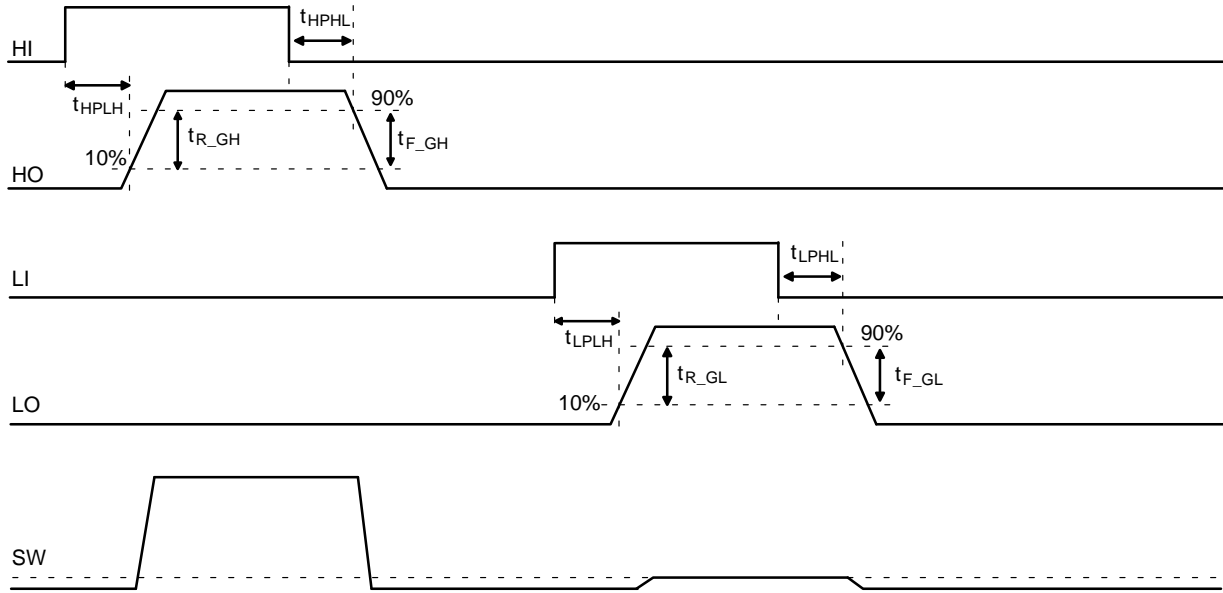 HI
tHPHL
tHPLH
90%
tR_GH
tF_GH
10%
HO
LI
tLPHL
tLPLH
90%
tR_GL
tF_GL
10%
LO
SW